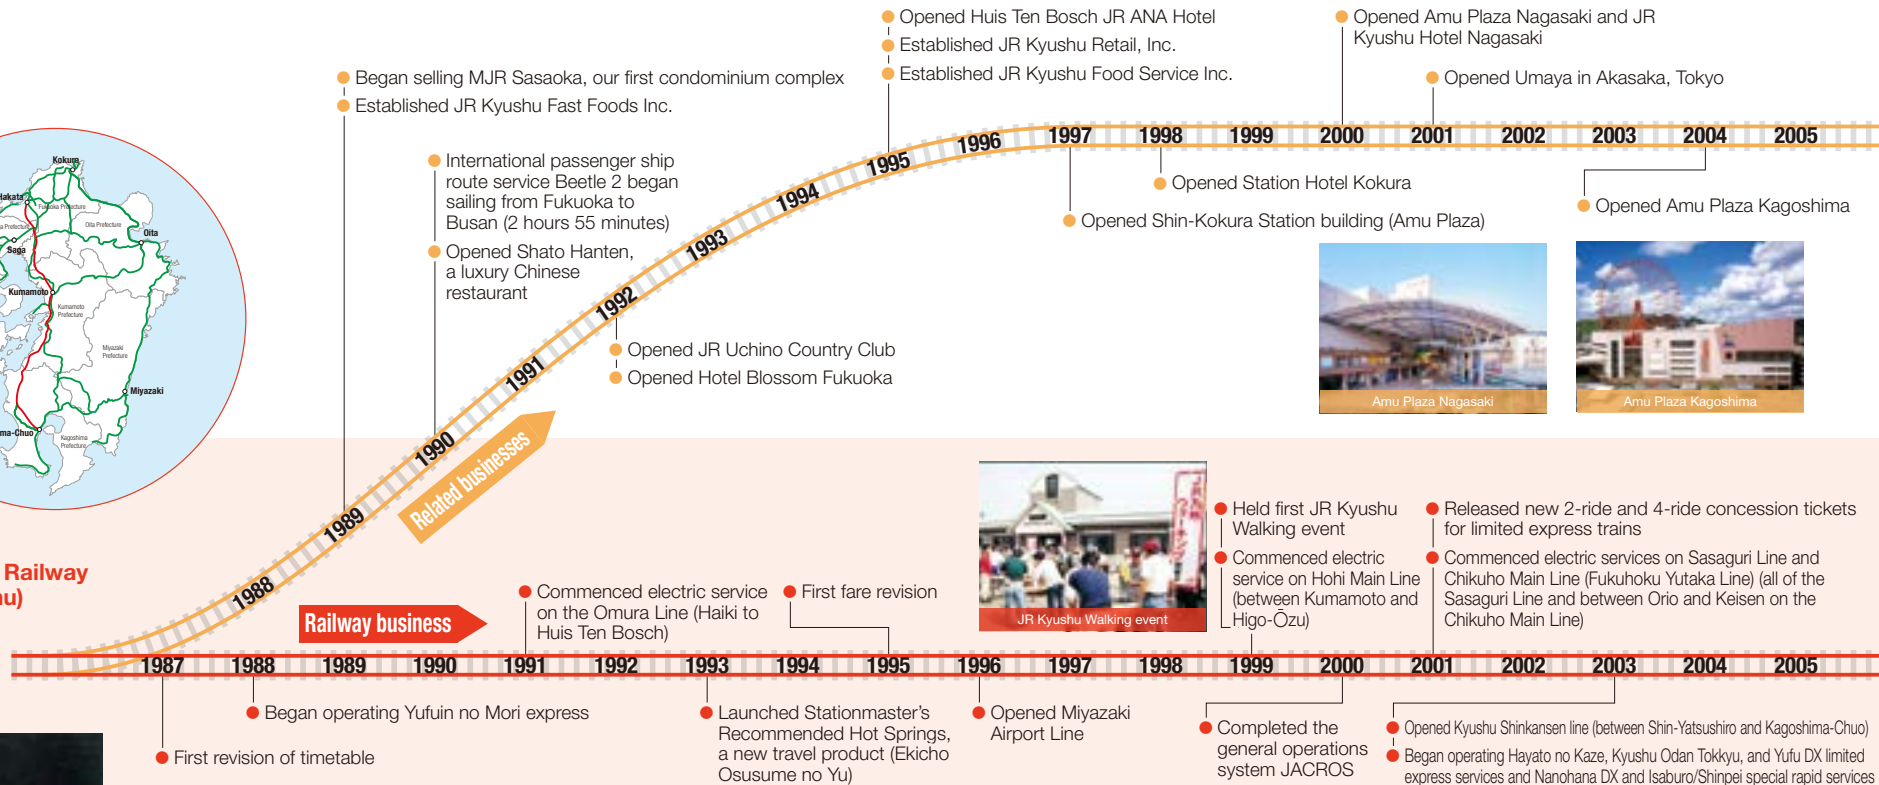 Opened Huis Ten Bosch JR ANA Hotel
Established JR Kyushu Retail, Inc.
Established JR Kyushu Food Service Inc.
Opened Amu Plaza Nagasaki and JR
Kyushu Hotel Nagasaki
Opened Umaya in Akasaka, Tokyo
Began selling MJR Sasaoka, our first condominium complex
Established JR Kyushu Fast Foods Inc.
International passenger ship
route service Beetle 2 began
sailing from Fukuoka to
Busan (2 hours 55 minutes)
Opened Shato Hanten,
a luxury Chinese
restaurant
1988
1989
1990
1991
1992
1993
1994
1995
1996
1997
1998
1999
2000
2001
2002
2003
2004
2005
Opened Station Hotel Kokura
Opened Shin-Kokura Station building (Amu Plaza)
Opened Amu Plaza Kagoshima
Opened JR Uchino Country Club
Opened Hotel Blossom Fukuoka
Amu Plaza Nagasaki
Amu Plaza Kagoshima
Kokura
Hakata
Fukuoka Prefecture
Oita Prefecture
Oita
Saga
Kumamoto
Kumamoto
Prefecture
Miyazaki
Prefecture
Miyazaki
ma-Chuo
Kagoshima
Prefecture
Related businesses
Railway
u)
Railway business
Commenced electric service
on the Omura Line (Haiki to
Huis Ten Bosch)
First fare revision
JR Kyushu Walking event
Held first JR Kyushu
Walking event
Commenced electric
service on Hohi Main Line
(between Kumamoto and
Higo-Ōzu)
Released new 2-ride and 4-ride concession tickets
for limited express trains
Commenced electric services on Sasaguri Line and
Chikuho Main Line (Fukuhoku Yutaka Line) (all of the
Sasaguri Line and between Orio and Keisen on the
Chikuho Main Line)
1987
1988
1989
1990
1991
1992
1993
1994
1995
1996
1997
1998
1999
2000
2001
2002
2003
2004
2005
Began operating Yufuin no Mori express
First revision of timetable
Launched Stationmaster's
Recommended Hot Springs,
a new travel product (Ekicho
Osusume no Yu)
Opened Miyazaki
Airport Line
Completed the
general operations
system JACROS
Opened Kyushu Shinkansen line (between Shin-Yatsushiro and Kagoshima-Chuo)
Began operating Hayato no Kaze, Kyushu Odan Tokkyu, and Yufu DX limited
express services and Nanohana DX and Isaburo/Shinpei special rapid services